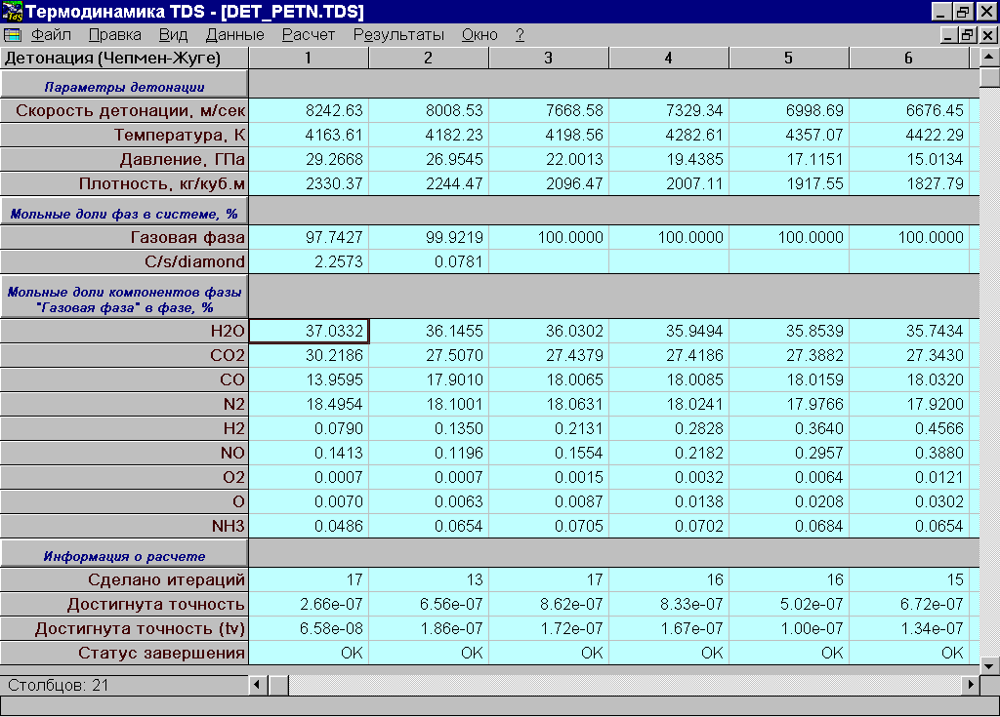 Термодинамика TDS - [DET_PETN.TDS]
Файл Правка Вид Данные Расчет Результаты Окно ?
Детонация (Чепмен-Жуге) 1 2 3 4 5 6
Параметры детонации
Скорость детонации, м/сек 8242.63 8008.53 7668.58 7329.34 6998.69 6676.45
Температура, К 4163.61 4182.23 4198.56 4282.61 4357.07 4422.29
Давление, ГПа 29.2668 26.9545 22.0013 19.4385 17.1151 15.0134
Плотность, кг/куб.м 2330.37 2244.47 2096.47 2007.11 1917.55 1827.79
Мольные доли фаз в системе, %
Газовая фаза 97.7427 99.9219 100.0000 100.0000 100.0000 100.0000
C/s/diamond 2.2573 0.0781
Мольные доли компонентов фазы
"Газовая фаза" в фазе, %
H2O 37.0332 36.1455 36.0302 35.9494 35.8539 35.7434
CO2 30.2186 27.5070 27.4379 27.4186 27.3882 27.3430
CO 13.9595 17.9010 18.0065 18.0085 18.0159 18.0320
N2 18.4954 18.1001 18.0631 18.0241 17.9766 17.9200
H2 0.0790 0.1350 0.2131 0.2828 0.3640 0.4566
NO 0.1413 0.1196 0.1554 0.2182 0.2957 0.3880
O2 0.0007 0.0007 0.0015 0.0032 0.0064 0.0121
O 0.0070 0.0063 0.0087 0.0138 0.0208 0.0302
NH3 0.0486 0.0654 0.0705 0.0702 0.0684 0.0654
Информация о расчете
Сделано итераций 17 13 17 16 16 15
Достигнута точность 2.66e-07 6.56e-07 8.62e-07 8.33e-07 5.02e-07 6.72e-07
Достигнута точность (tv) 6.58e-08 1.86e-07 1.72e-07 1.67e-07 1.00e-07 1.34e-07
Статус завершения OK OK OK OK OK OK
Столбцов: 21